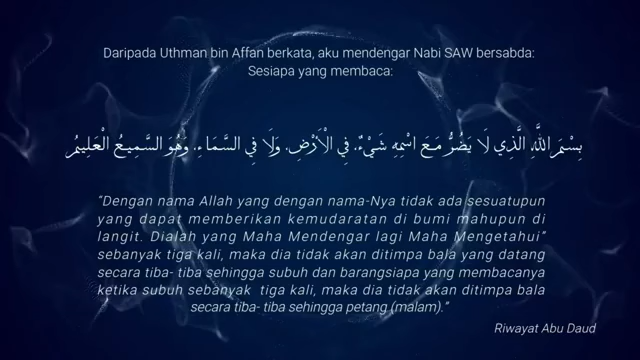 Daripada Uthman bin Affan berkata, aku mendengar Nabi SAW bersabda:
Sesiapa yang membaca:
بِسْمِ اللَّهِ الَّذِي لَا يَضُرُّ مَعَ اسْمِهِ شَيْءٌ. فِي الْأَرْضِ. وَلَا فِي السَّمَاءِ. وَهُوَ السَّمِيعُ الْعَلِيمُ
“Dengan nama Allah yang dengan nama-Nya tidak ada sesuatupun
yang dapat memberikan kemudaratan di bumi mahupun di
langit. Dialah yang Maha Mendengar lagi Maha Mengetahui”
sebanyak tiga kali, maka dia tidak akan ditimpa bala yang datang
secara tiba- tiba sehingga subuh dan barangsiapa yang membacanya
ketika subuh sebanyak tiga kali, maka dia tidak akan ditimpa bala
secara tiba- tiba sehingga petang (malam).”
Riwayat Abu Daud